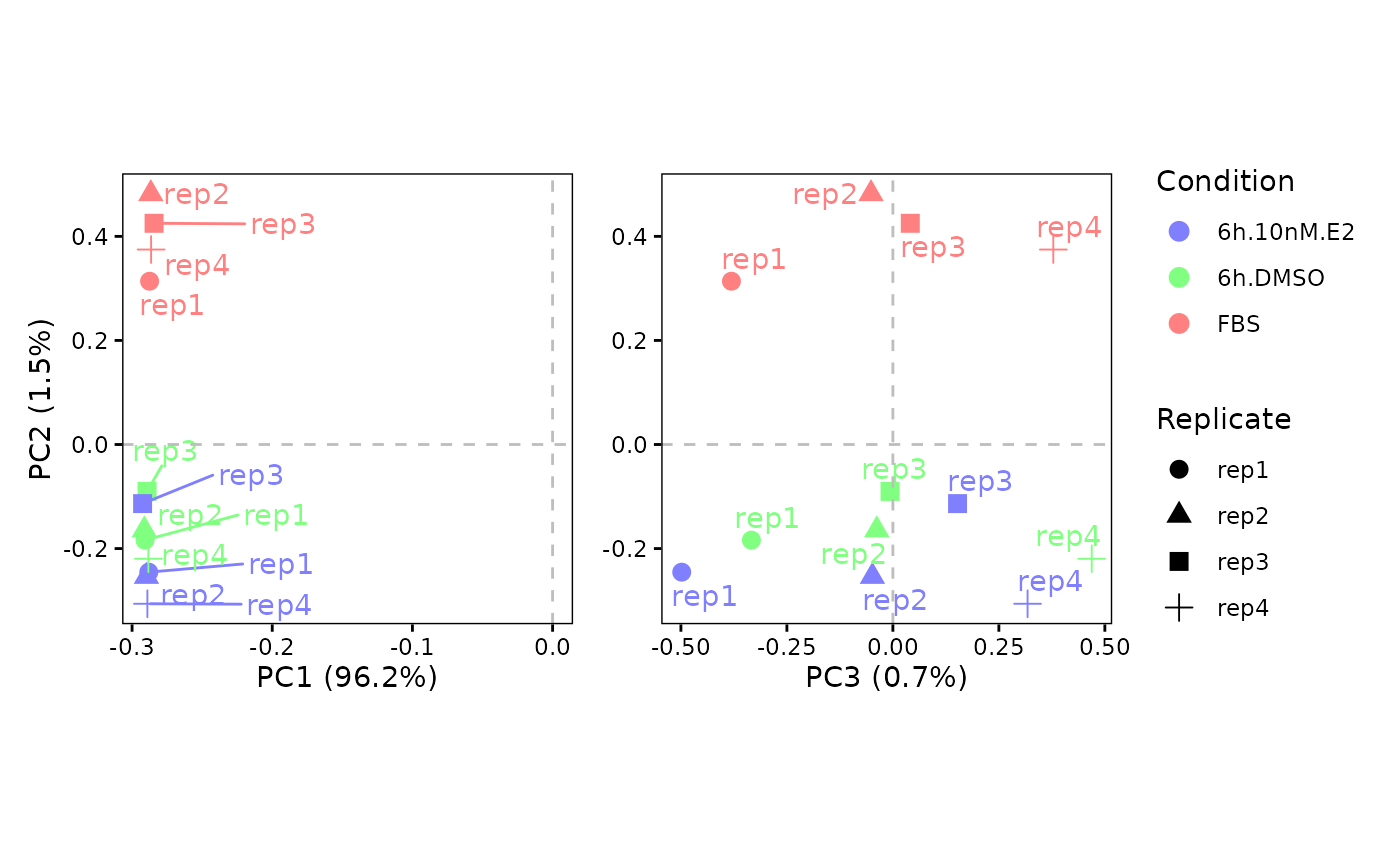 rep2
rep3
rep4
rep1
rep3
rep3
rep2
rep1
rep4
rep1
rep2
rep4
0.4
0.2
0.0
-0.2
-0.3
-0.2
-0.1
0.0
PC1 (96.2%)
PC2 (1.5%)
rep2
rep4
rep3
rep1
rep3
rep3
rep1
rep4
rep2
rep4
rep1
rep2
0.4
0.2
0.0
-0.2
-0.50
-0.25
0.00
0.25
0.50
PC3 (0.7%)
Condition
6h.10nM.E2
6h.DMSO
FBS
Replicate
rep1
rep2
rep3
rep4